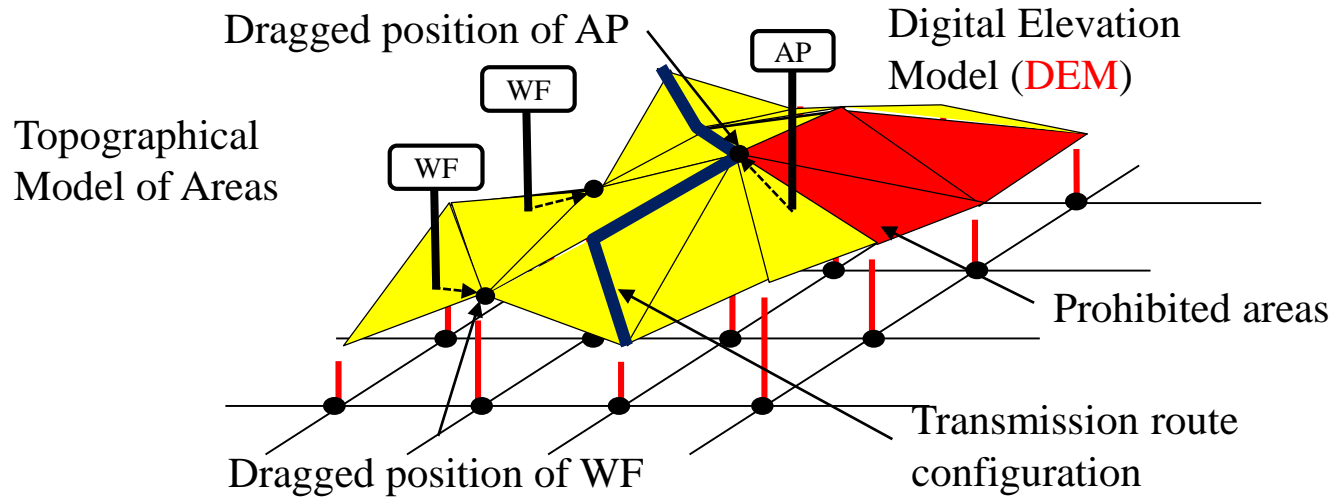 Dragged position of AP
AP
Digital Elevation
Model (DEM)
WF
Topographical
Model of Areas
WF
Prohibited areas
Transmission route
configuration
Dragged position of WF